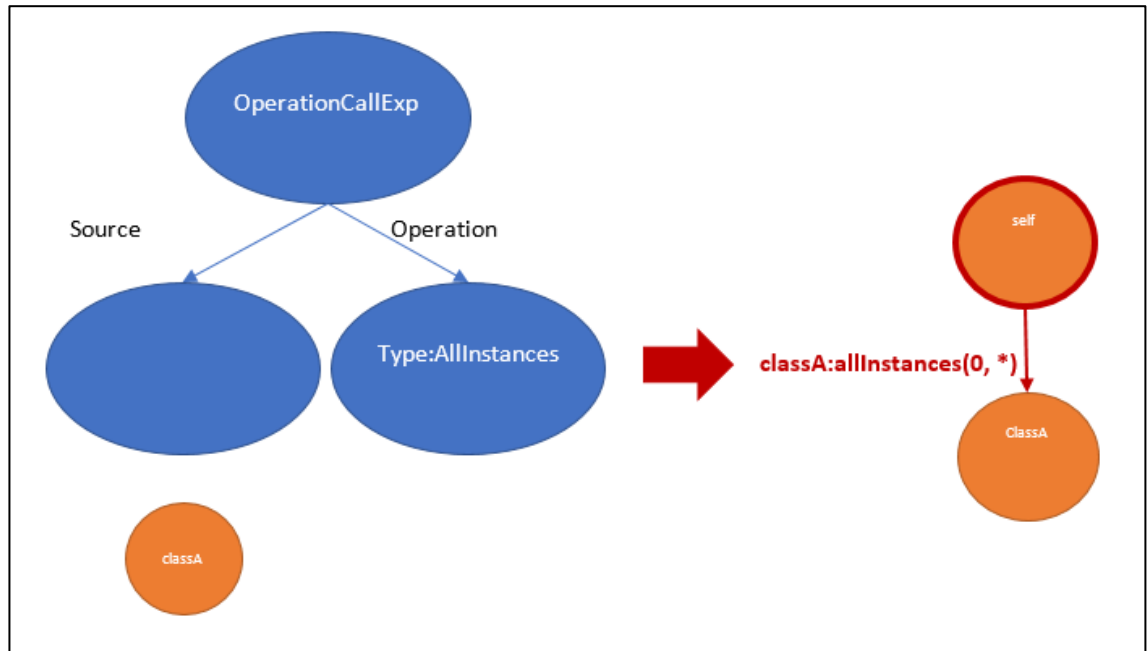 OperationCallExp
Source
Operation
Type:AllInstances
classA
self
classA:allInstances(0, *)
ClassA